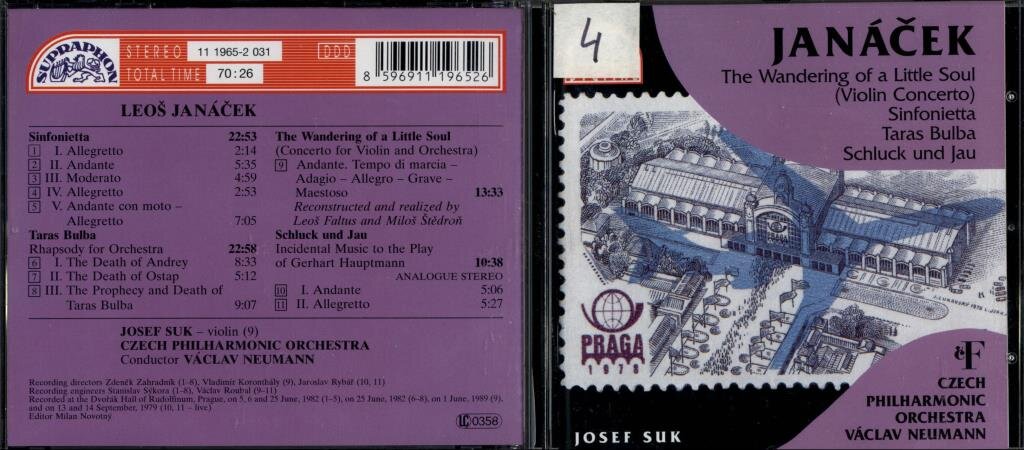 SUPRAPHON
STEREO 11 1965-2 031 DDD
TOTAL TIME 70:26
8 596911 196526
LEOŠ JANÁČEK
Sinfonietta 22:53
1 I. Allegretto 2:14
2 II. Andante 5:35
3 III. Moderato 4:59
4 IV. Allegretto 2:53
5 V. Andante con moto –
Allegretto 7:05
Taras Bulba
Rhapsody for Orchestra 22:58
6 I. The Death of Andrey 8:33
7 II. The Death of Ostap 5:12
8 III. The Prophecy and Death of
Taras Bulba 9:07
The Wandering of a Little Soul
(Concerto for Violin and Orchestra)
9 Andante. Tempo di marcia –
Adagio – Allegro – Grave –
Maestoso 13:33
Reconstructed and realized by
Leoš Faltus and Miloš Štědroň
Schluck und Jau
Incidental Music to the Play
of Gerhart Hauptmann 10:38
ANALOGUE STEREO
10 I. Andante 5:06
11 II. Allegretto 5:27
JOSEF SUK – violin (9)
CZECH PHILHARMONIC ORCHESTRA
Conductor VÁCLAV NEUMANN
Recording directors Zdeněk Zahradník (1–8), Vladimír Koronthály (9), Jaroslav Rybář (10, 11)
Recording engineers Stanislav Sýkora (1–8), Václav Roubal (9–11)
Recorded at the Dvořák Hall of Rudolfinum, Prague, on 5, 6 and 25 June, 1982 (1–5), on 25 June, 1982 (6–8), on 1 June, 1989 (9),
and on 13 and 14 September, 1979 (10, 11 – live)
Editor Milan Novotný
LC 0358
4
JANÁČEK
The Wandering of a Little Soul
(Violin Concerto)
Sinfonietta
Taras Bulba
Schluck und Jau
PRAGA
1978
CZECH
PHILHARMONIC
ORCHESTRA
VÁCLAV NEUMANN
JOSEF SUK